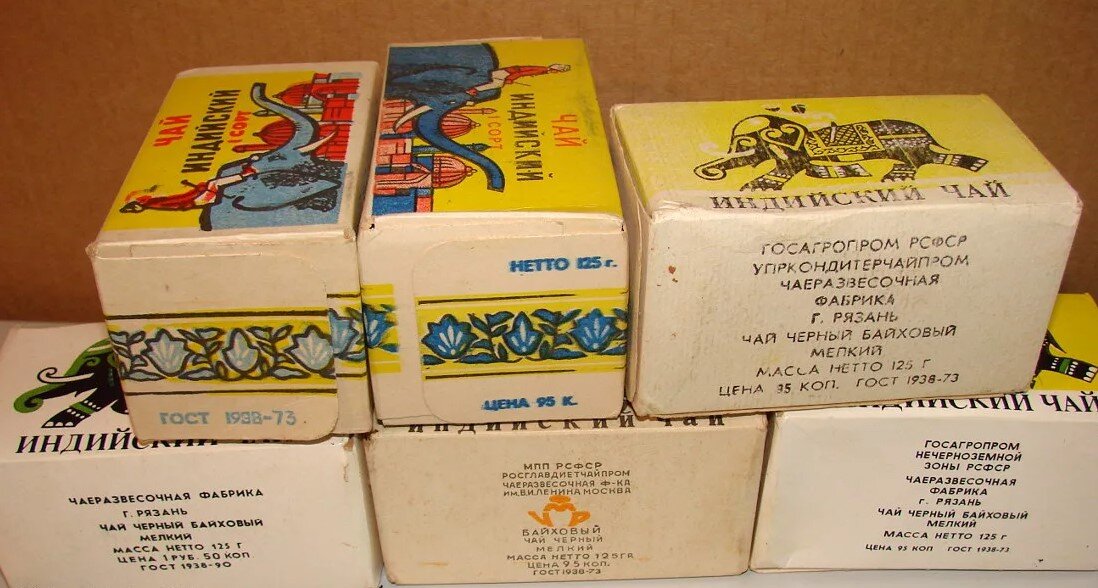 ЧАЙ
ИНДИЙСКИЙ
I СОРТ
ГОСТ 1938-73
ЧАЙ
ИНДИЙСКИЙ
I СОРТ
НЕТТО 125 г.
ЦЕНА 95 К.
ИНДИЙСКИЙ ЧАЙ
ГОСАГРОПРОМ РСФСР
УПРКОНДИТЕРЧАЙПРОМ
ЧАЕРАЗВЕСОЧНАЯ
ФАБРИКА
Г. РЯЗАНЬ
ЧАЙ ЧЕРНЫЙ БАЙХОВЫЙ
МЕЛКИЙ
МАССА НЕТТО 125 Г
ЦЕНА 95 КОП. ГОСТ 1938-73
ИНДИЙСКИЙ
ЧАЕРАЗВЕСОЧНАЯ ФАБРИКА
Г. РЯЗАНЬ
ЧАЙ ЧЕРНЫЙ БАЙХОВЫЙ
МЕЛКИЙ
МАССА НЕТТО 125 Г
ЦЕНА 1 РУБ. 50 КОП
ГОСТ 1938-90
ИНДИЙСКИЙ ЧАЙ
МПП РСФСР
РОСГЛАВДИЕТЧАЙПРОМ
ЧАЕРАЗВЕСОЧНАЯ Ф-КА
ИМ.В.И.ЛЕНИНА МОСКВА
БАЙХОВЫЙ
ЧАЙ ЧЕРНЫЙ
МЕЛКИЙ
МАССА НЕТТО 125ГР.
ЦЕНА 95 КОП.
ГОСТ 1938-73
ИНДИЙСКИЙ ЧАЙ
ГОСАГРОПРОМ
НЕЧЕРНОЗЕМНОЙ
ЗОНЫ РСФСР
ЧАЕРАЗВЕСОЧНАЯ
ФАБРИКА
Г. РЯЗАНЬ
ЧАЙ ЧЕРНЫЙ БАЙХОВЫЙ
МЕЛКИЙ
МАССА НЕТТО 125 Г
ЦЕНА 95 КОП ГОСТ 1938-73